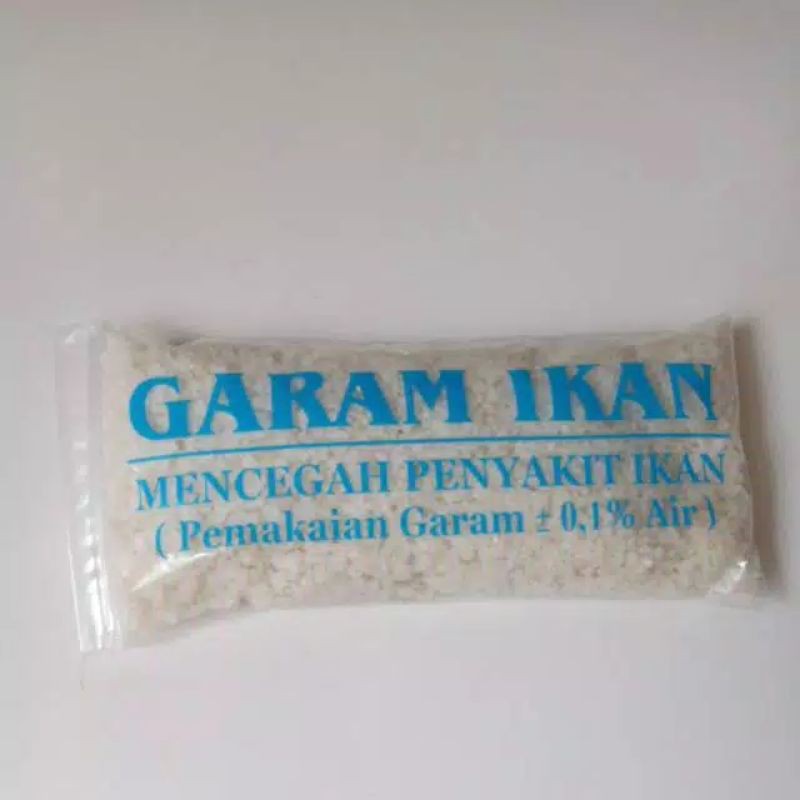 GARAM IKAN
MENCEGAH PENYAKIT IKAN
( Pemakaian Garam ± 0,1% Air )